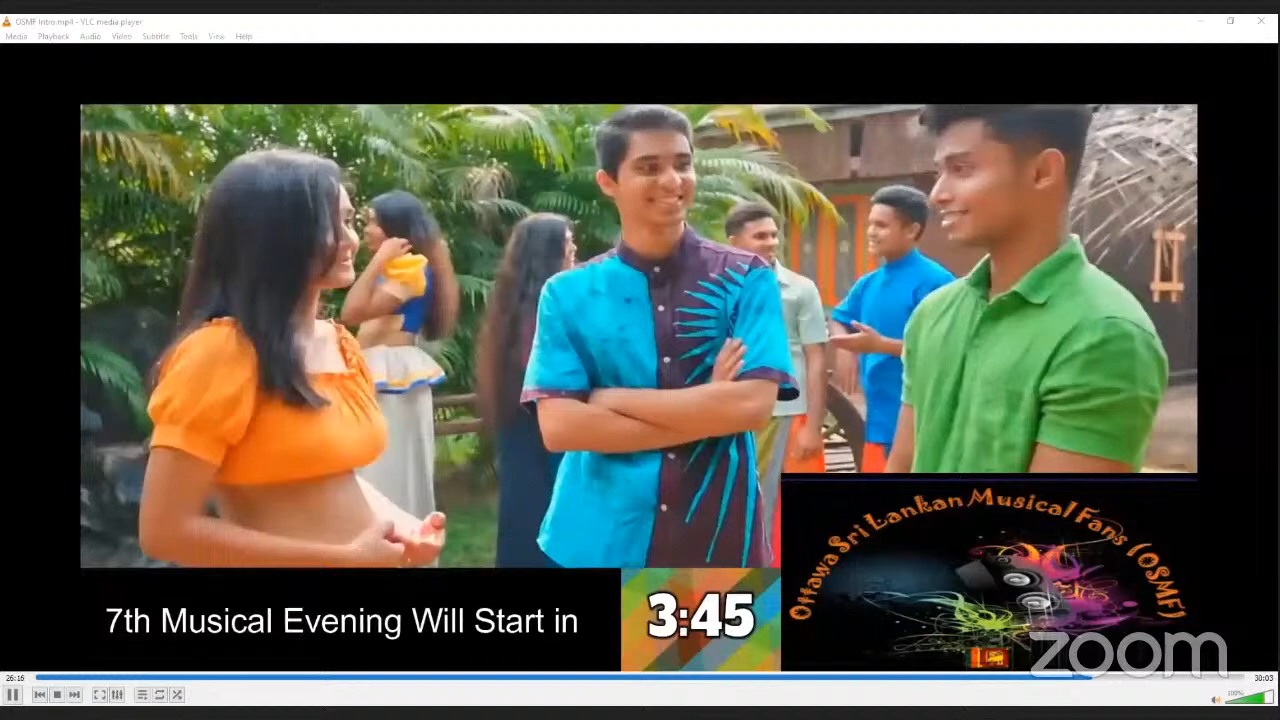 OSMF Intro.mp4 - VLC media player
Media Playback Audio Video Subtitle Tools View Help
Ottawa Sri Lankan Musical Fans (OSMF)
7th Musical Evening Will Start in
3:45
zoom
26:16
30:03
100%